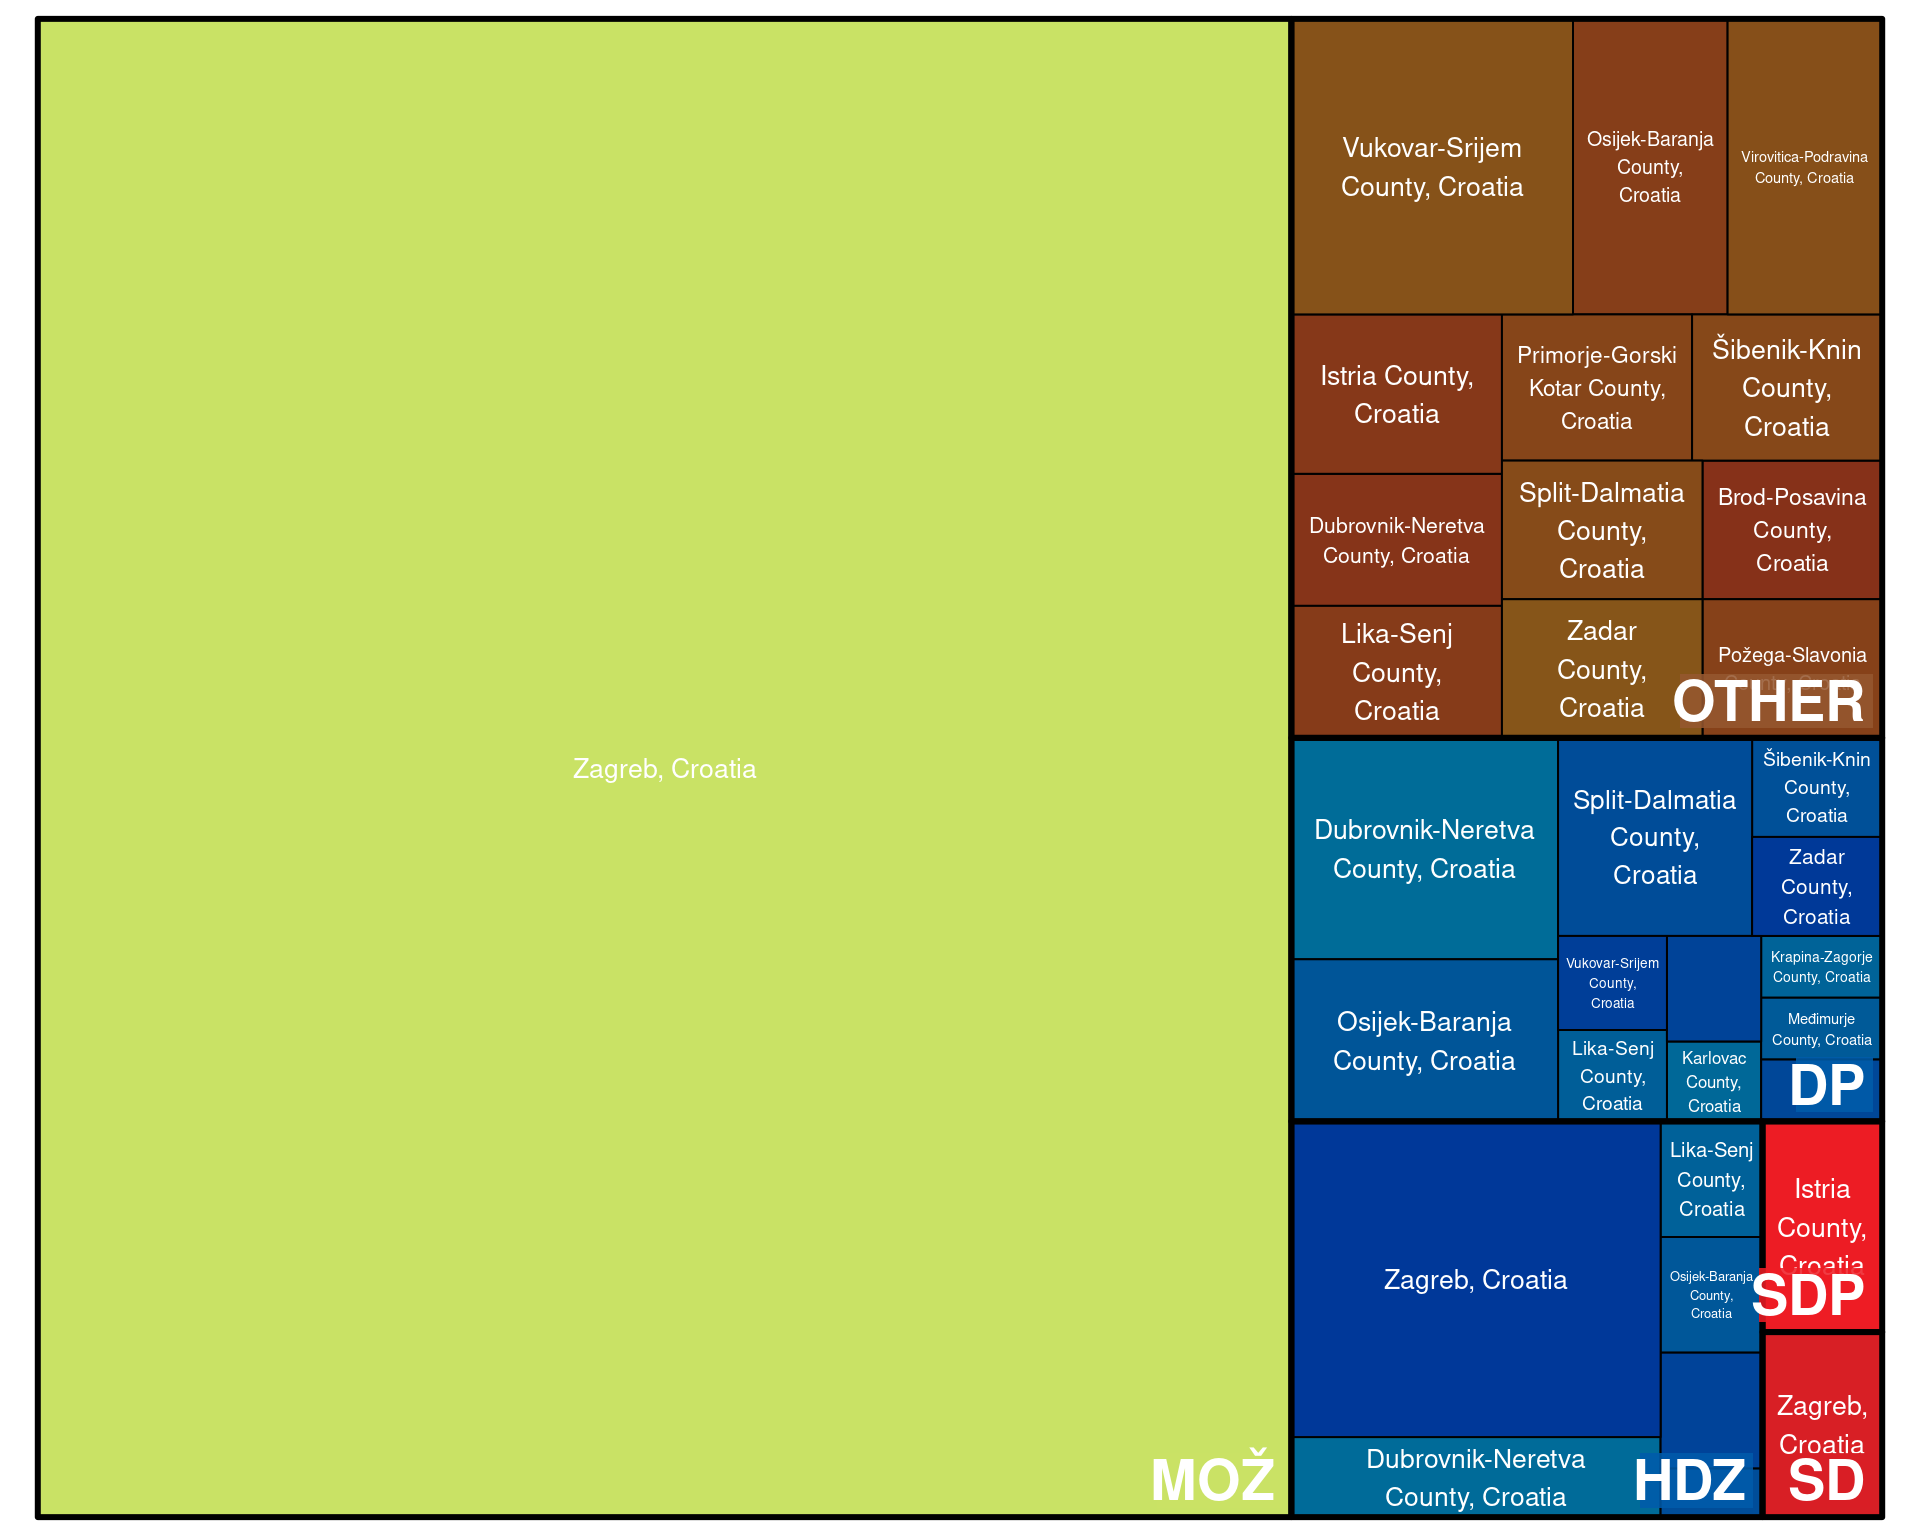 Zagreb, Croatia
MOŽ
Vukovar-Srijem
County, Croatia
Osijek-Baranja
County,
Croatia
Virovitica-Podravina
County, Croatia
Istria County,
Croatia
Primorje-Gorski
Kotar County,
Croatia
Šibenik-Knin
County,
Croatia
Dubrovnik-Neretva
County, Croatia
Split-Dalmatia
County,
Croatia
Brod-Posavina
County,
Croatia
Lika-Senj
County,
Croatia
Zadar
County,
Croatia
Požega-Slavonia
OTHER
Dubrovnik-Neretva
County, Croatia
Split-Dalmatia
County,
Croatia
Šibenik-Knin
County,
Croatia
Zadar
County,
Croatia
Osijek-Baranja
County, Croatia
Vukovar-Srijem
County,
Croatia
Lika-Senj
County,
Croatia
Karlovac
County,
Croatia
Krapina-Zagorje
County, Croatia
Međimurje
County, Croatia
DP
Zagreb, Croatia
Dubrovnik-Neretva
County, Croatia
Lika-Senj
County,
Croatia
Osijek-Baranja
County,
Croatia
HDZ
Istria
County,
Croatia
SDP
Zagreb,
Croatia
SD